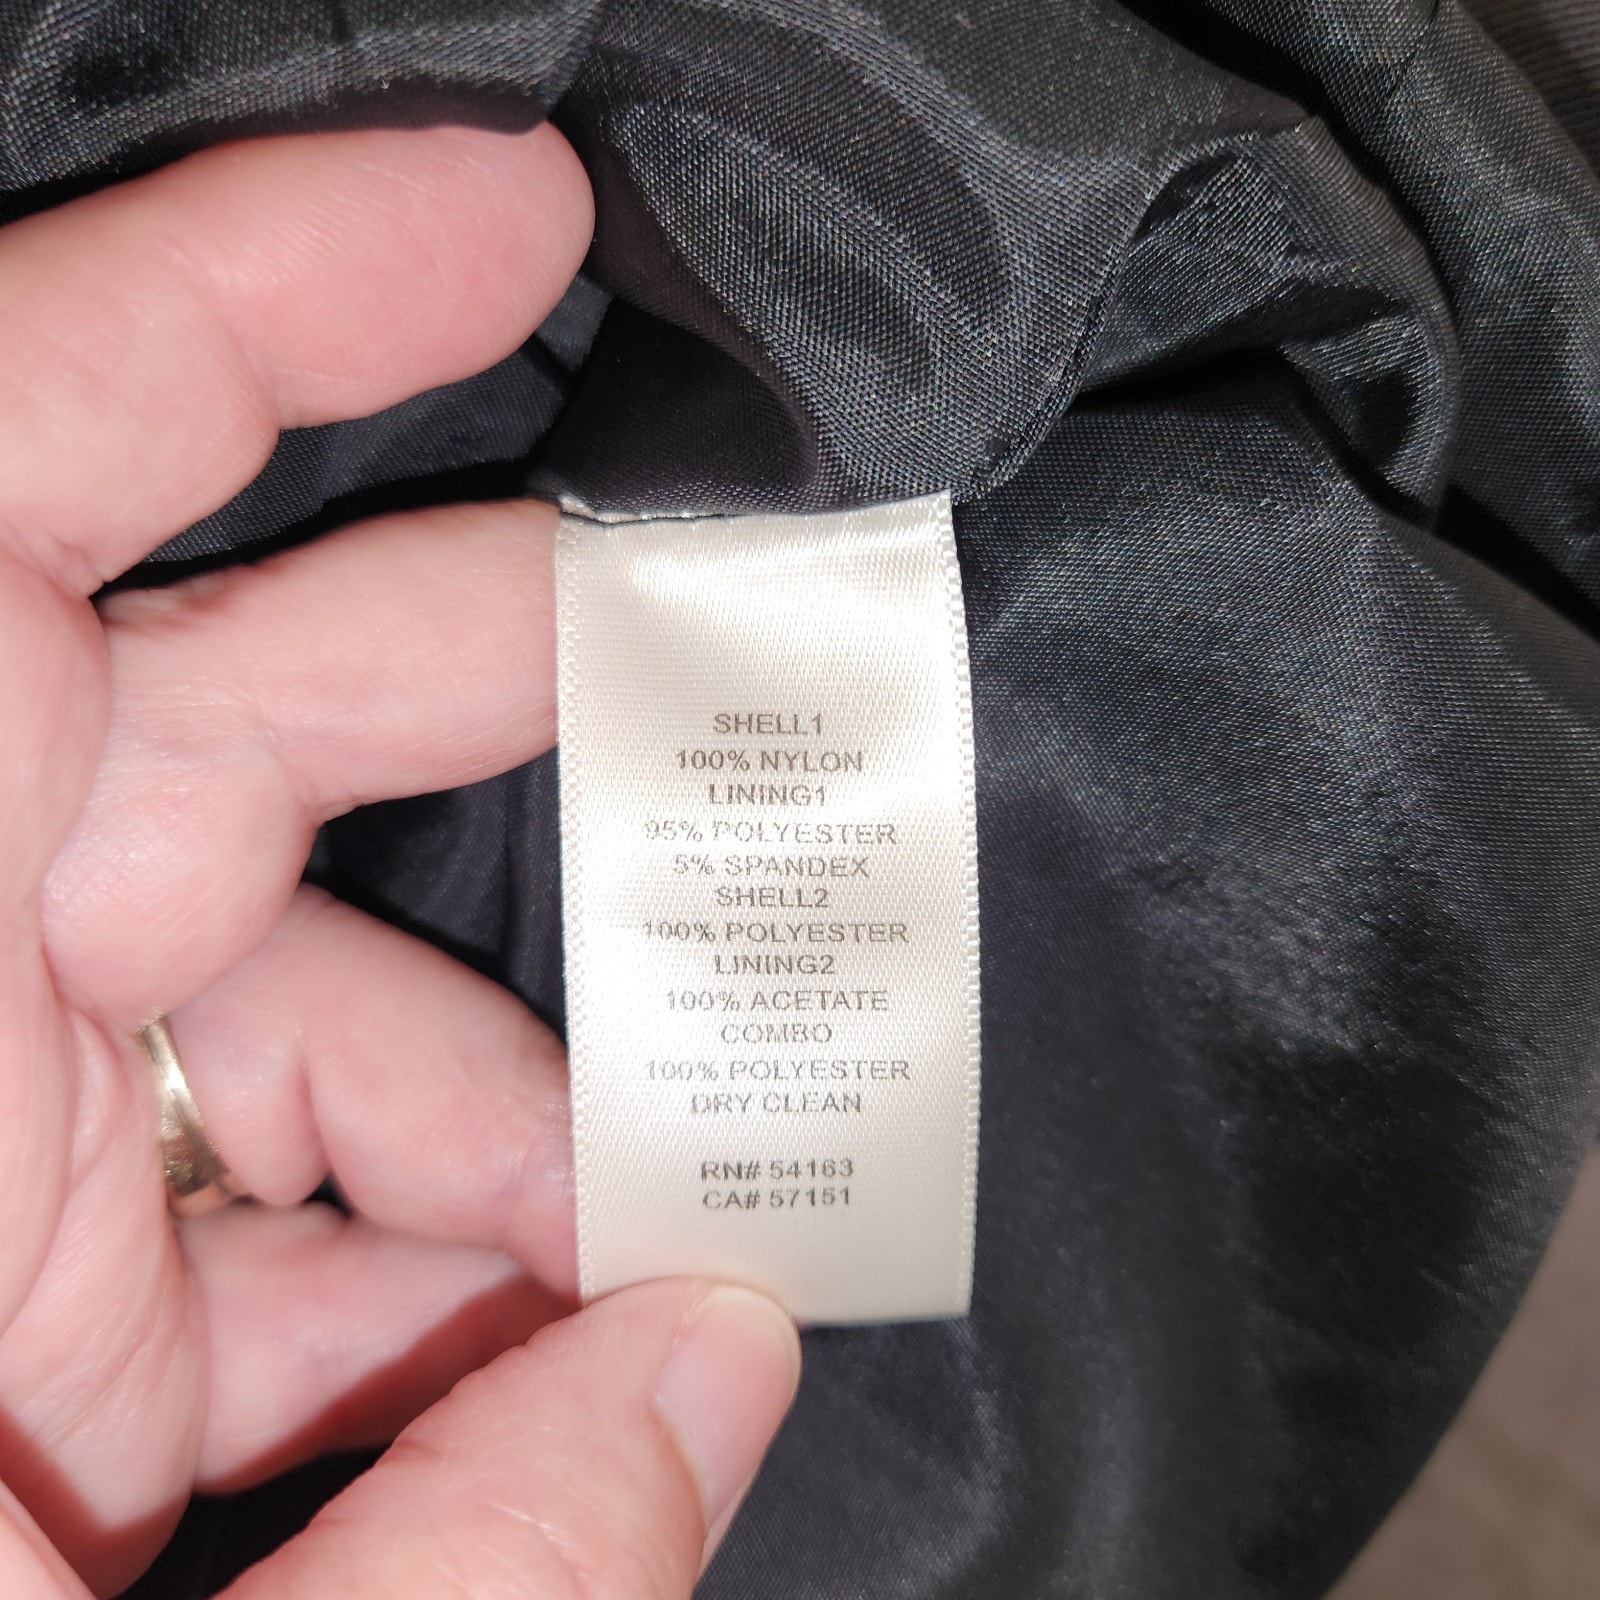 SHELL1
100% NYLON
LINING1
95% POLYESTER
5% SPANDEX
SHELL2
100% POLYESTER
LINING2
100% ACETATE
COMBO
100% POLYESTER
DRY CLEAN
RN# 54163
CA# 57151